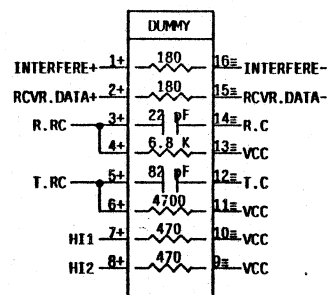 DUMMY
INTERFERE+ 1+ 180 16≡ INTERFERE-
RCVR.DATA+ 2+ 180 15≡ RCVR.DATA-
R.RC 3+ 22 pF 14≡ R.C
4+ 6.8 K 13≡ VCC
T.RC 5+ 82 pF 12≡ T.C
6+ 4700 11≡ VCC
HI1 7+ 470 10≡ VCC
HI2 8+ 470 9≡ VCC